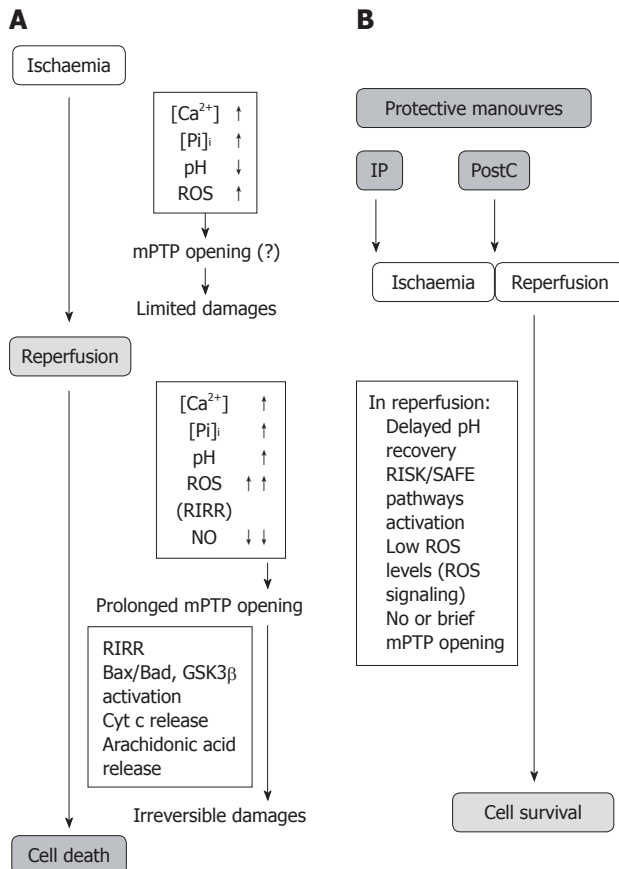 A
Ischaemia
[Ca²⁺] ↑
[Pi]ᵢ ↑
pH ↓
ROS ↑
mPTP opening (?)
Limited damages
Reperfusion
[Ca²⁺] ↑
[Pi]ᵢ ↑
pH ↑
ROS ↑ ↑
(RIRR)
NO ↓ ↓
Prolonged mPTP opening
RIRR
Bax/Bad, GSK3β
activation
Cyt c release
Arachidonic acid
release
Irreversible damages
Cell death
B
Protective manouvres
IP
PostC
Ischaemia
Reperfusion
In reperfusion:
Delayed pH
recovery
RISK/SAFE
pathways
activation
Low ROS
levels (ROS
signaling)
No or brief
mPTP opening
Cell survival